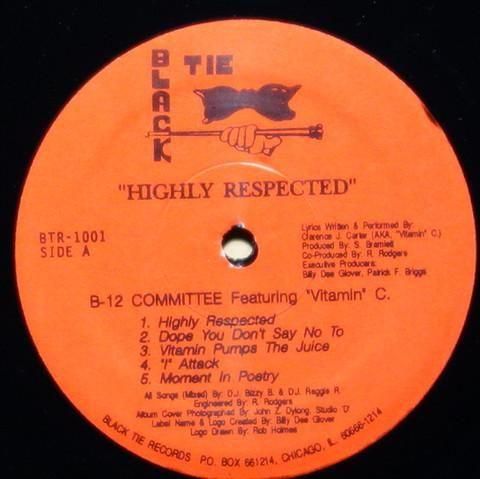 BLACK
TIE
"HIGHLY RESPECTED"
BTR-1001
SIDE A
Lyrics Written & Performed By:
Clarence J. Carter (AKA, "Vitamin" C.)
Produced By: S. Bramlett
Co-Produced By: R. Rodgers
Executive Producers:
Billy Dee Glover, Patrick F. Briggs
B-12 COMMITTEE Featuring "Vitamin" C.
1. Highly Respected
2. Dope You Don't Say No To
3. Vitamin Pumps The Juice
4. "I" Attack
5. Moment In Poetry
All Songs (Mixed) By: D.J. Bizzy B. & D.J. Reggie R.
Engineered By: R. Rodgers
Album Cover Photographed By: John Z. Dylong, Studio "D"
Label Name & Logo Created By: Billy Dee Glover
Logo Drawn By: Rob Holmes
BLACK TIE RECORDS P.O. BOX 661214, CHICAGO, IL. 60666-1214